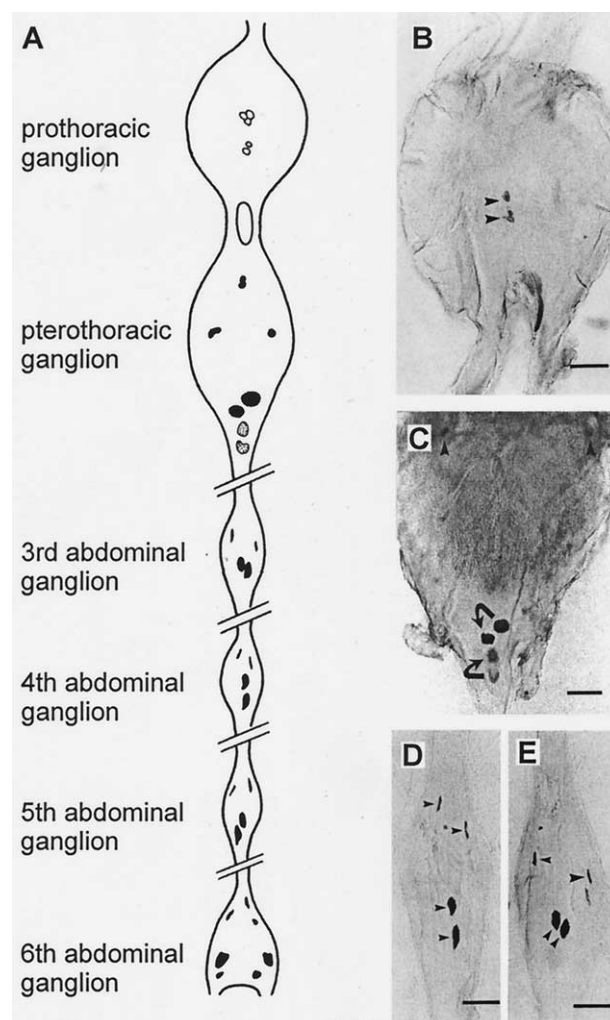 A
prothoracic
ganglion
pterothoracic
ganglion
3rd abdominal
ganglion
4th abdominal
ganglion
5th abdominal
ganglion
6th abdominal
ganglion
B
C
D
E